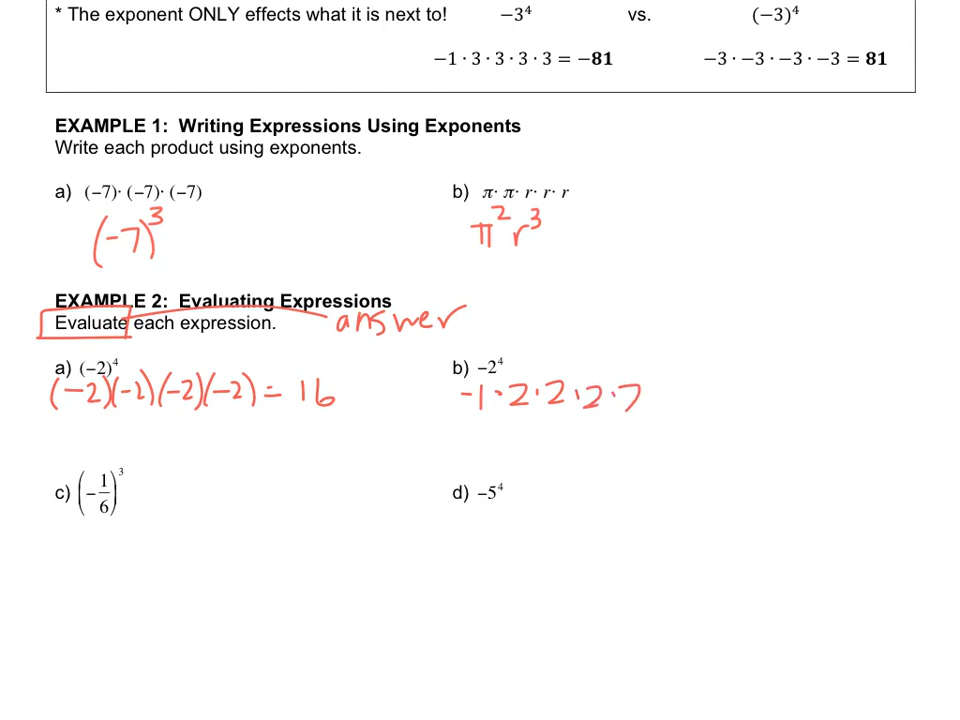 * The exponent ONLY effects what it is next to! −3⁴ vs. (−3)⁴
−1 · 3 · 3 · 3 · 3 = −81 −3 · −3 · −3 · −3 = 81
EXAMPLE 1: Writing Expressions Using Exponents
Write each product using exponents.
a) (−7)· (−7)· (−7) b) π· π· r· r· r
(-7)³ π²r³
EXAMPLE 2: Evaluating Expressions
Evaluate each expression. answer
a) (−2)⁴ b) −2⁴
(-2)(-2)(-2)(-2) = 16 -1·2·2·2·2
c) (−1/6)³ d) −5⁴